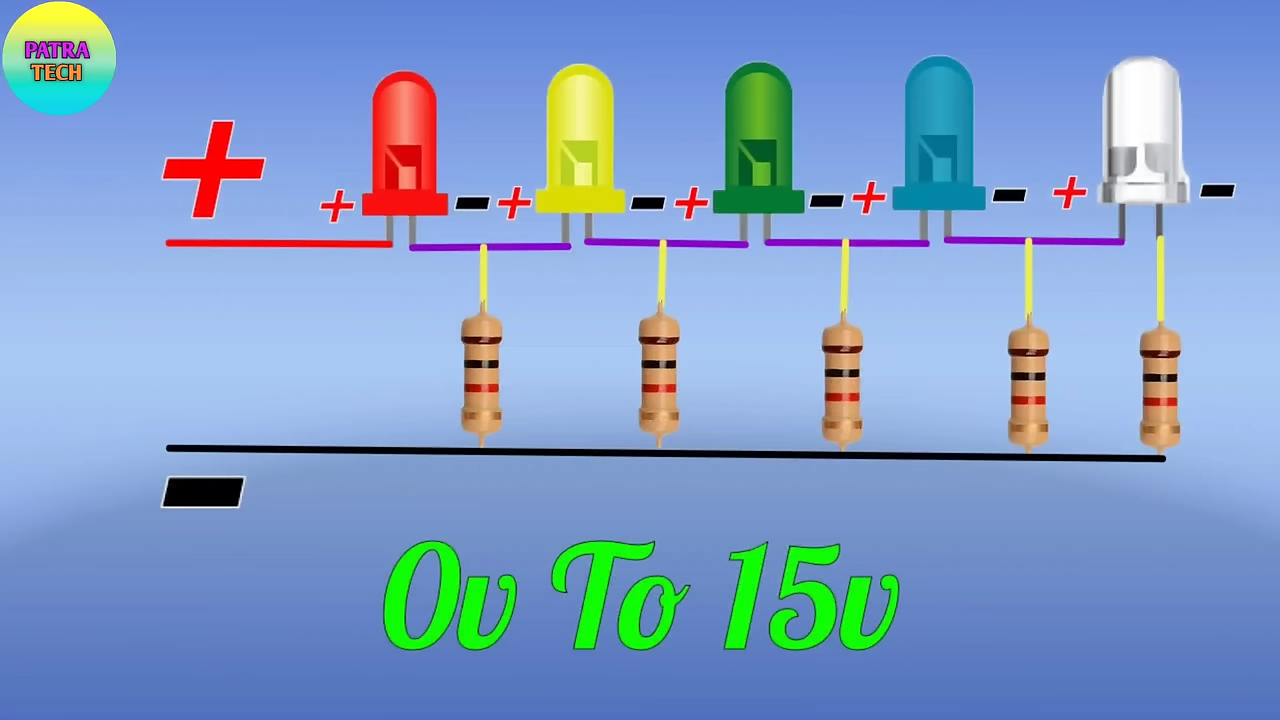 PATRA
TECH
+
+ - + - + - + - + -
-
0v To 15v